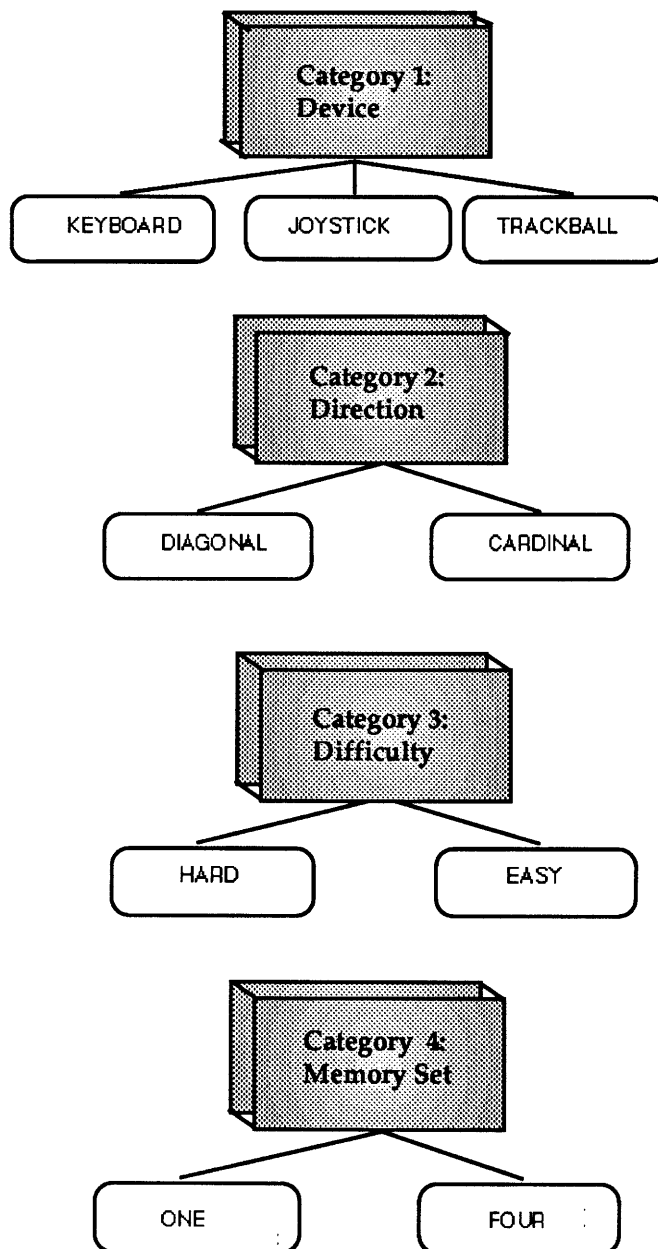 Category 1:
Device
KEYBOARD JOYSTICK TRACKBALL
Category 2:
Direction
DIAGONAL CARDINAL
Category 3:
Difficulty
HARD EASY
Category 4:
Memory Set
ONE FOUR